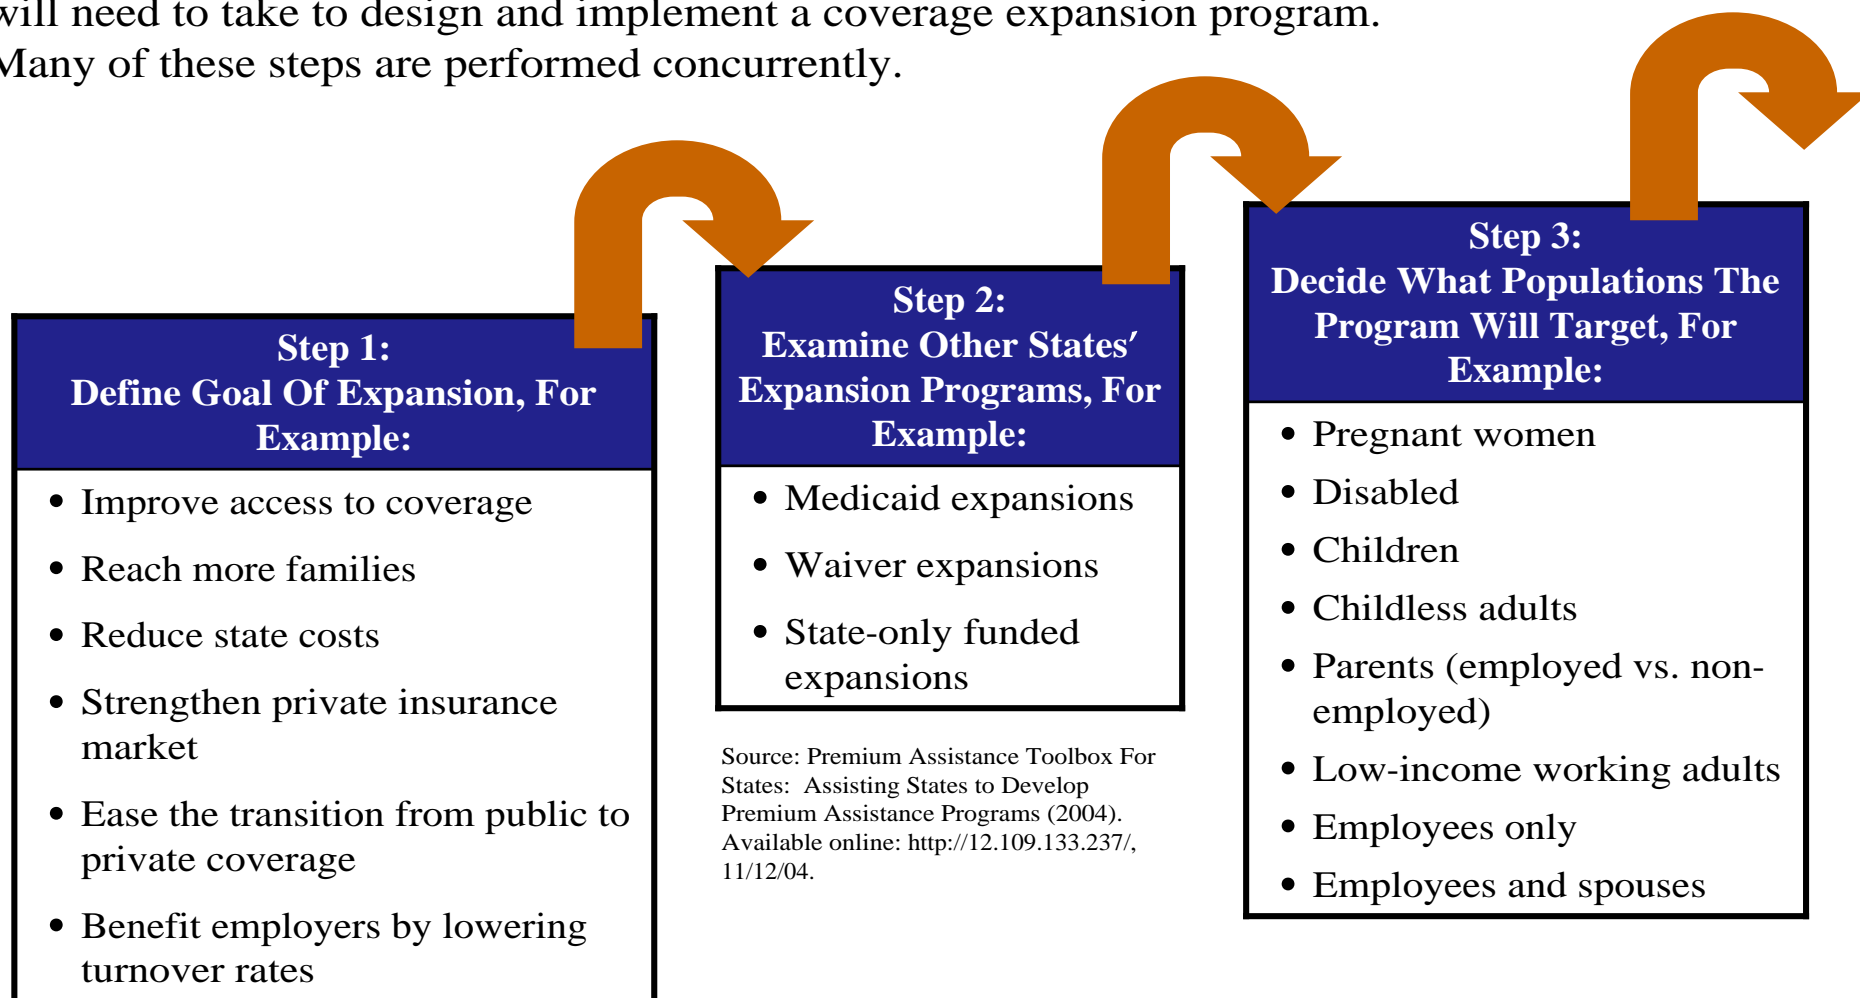 will need to take to design and implement a coverage expansion program.
Many of these steps are performed concurrently.
Step 1:
Define Goal Of Expansion, For
Example:
• Improve access to coverage
• Reach more families
• Reduce state costs
• Strengthen private insurance
market
• Ease the transition from public to
private coverage
• Benefit employers by lowering
turnover rates
Step 2:
Examine Other States′
Expansion Programs, For
Example:
• Medicaid expansions
• Waiver expansions
• State-only funded
expansions
Source: Premium Assistance Toolbox For
States:  Assisting States to Develop
Premium Assistance Programs (2004).
Available online: http://12.109.133.237/,
11/12/04.
Step 3:
Decide What Populations The
Program Will Target, For
Example:
• Pregnant women
• Disabled
• Children
• Childless adults
• Parents (employed vs. non-
employed)
• Low-income working adults
• Employees only
• Employees and spouses